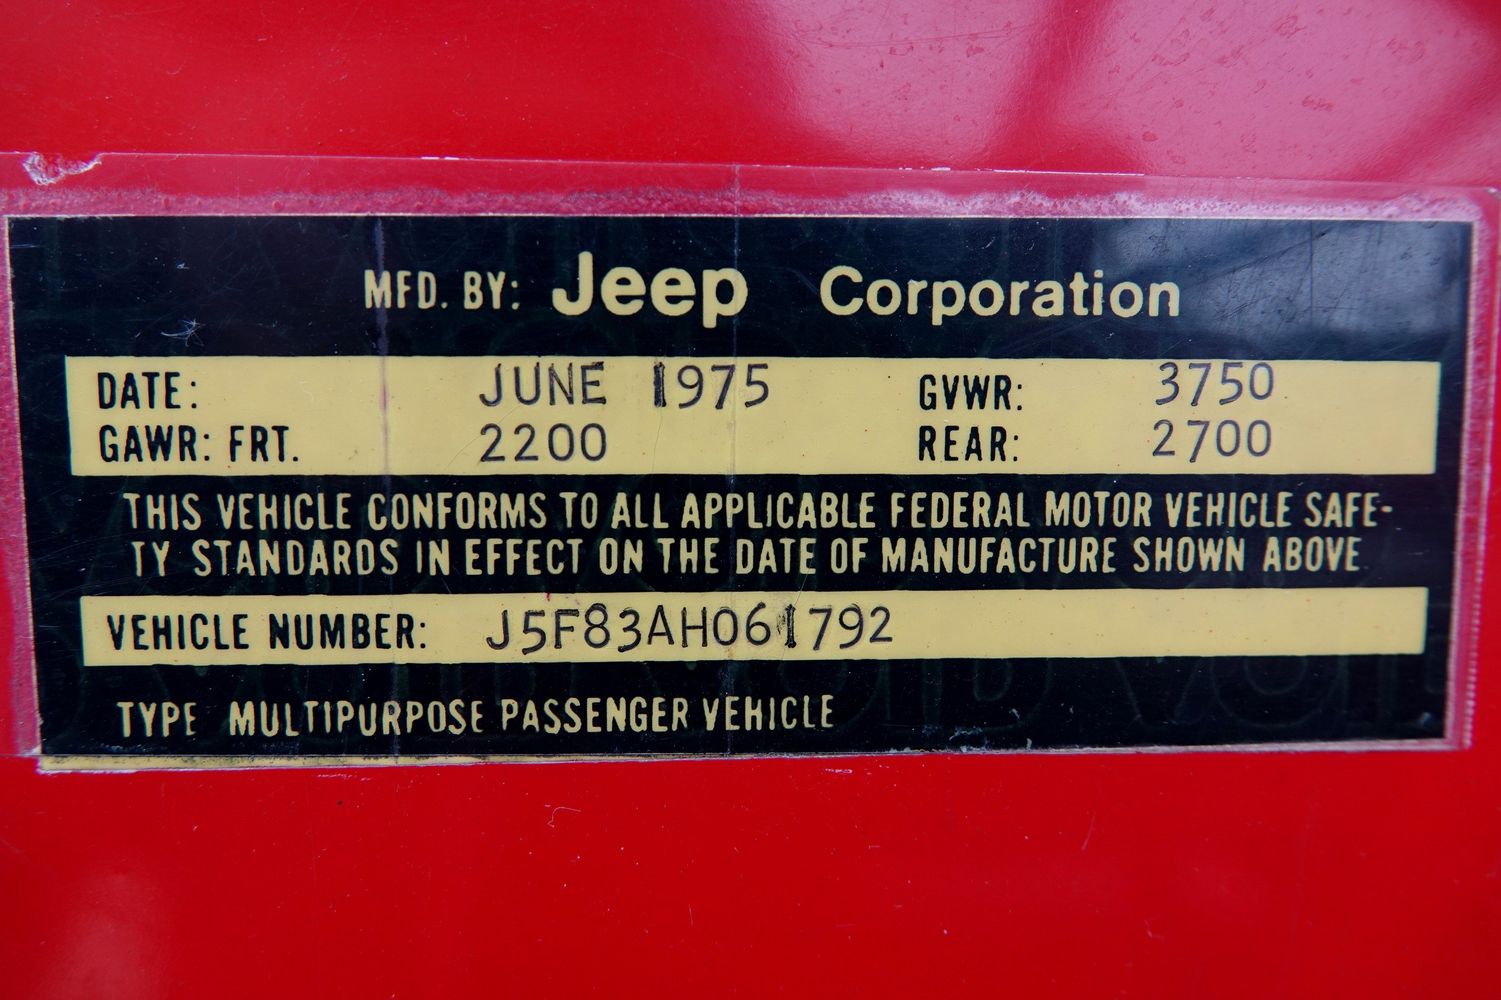 MFD. BY: Jeep Corporation
DATE: JUNE 1975 GVWR: 3750
GAWR: FRT. 2200 REAR: 2700
THIS VEHICLE CONFORMS TO ALL APPLICABLE FEDERAL MOTOR VEHICLE SAFE-
TY STANDARDS IN EFFECT ON THE DATE OF MANUFACTURE SHOWN ABOVE
VEHICLE NUMBER: J5F83AH061792
TYPE MULTIPURPOSE PASSENGER VEHICLE